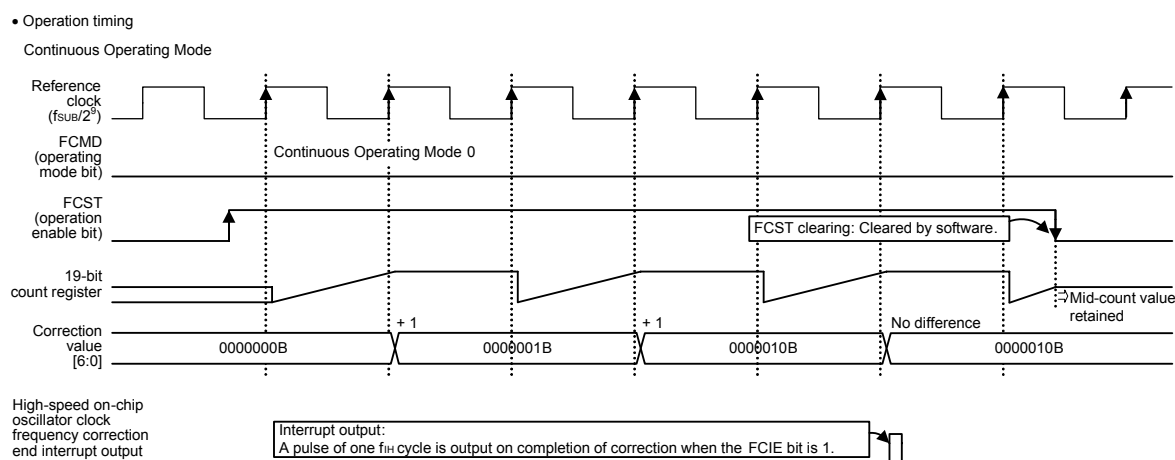 • Operation timing
Continuous Operating Mode
Reference
clock
(fSUB/2⁹)
FCMD
(operating
mode bit)
Continuous Operating Mode 0
FCST
(operation
enable bit)
FCST clearing: Cleared by software.
19-bit
count register
Mid-count value
retained
Correction
value
[6:0]
0000000B
+ 1
0000001B
+ 1
0000010B
No difference
0000010B
High-speed on-chip
oscillator clock
frequency correction
end interrupt output
Interrupt output:
A pulse of one fIH cycle is output on completion of correction when the FCIE bit is 1.